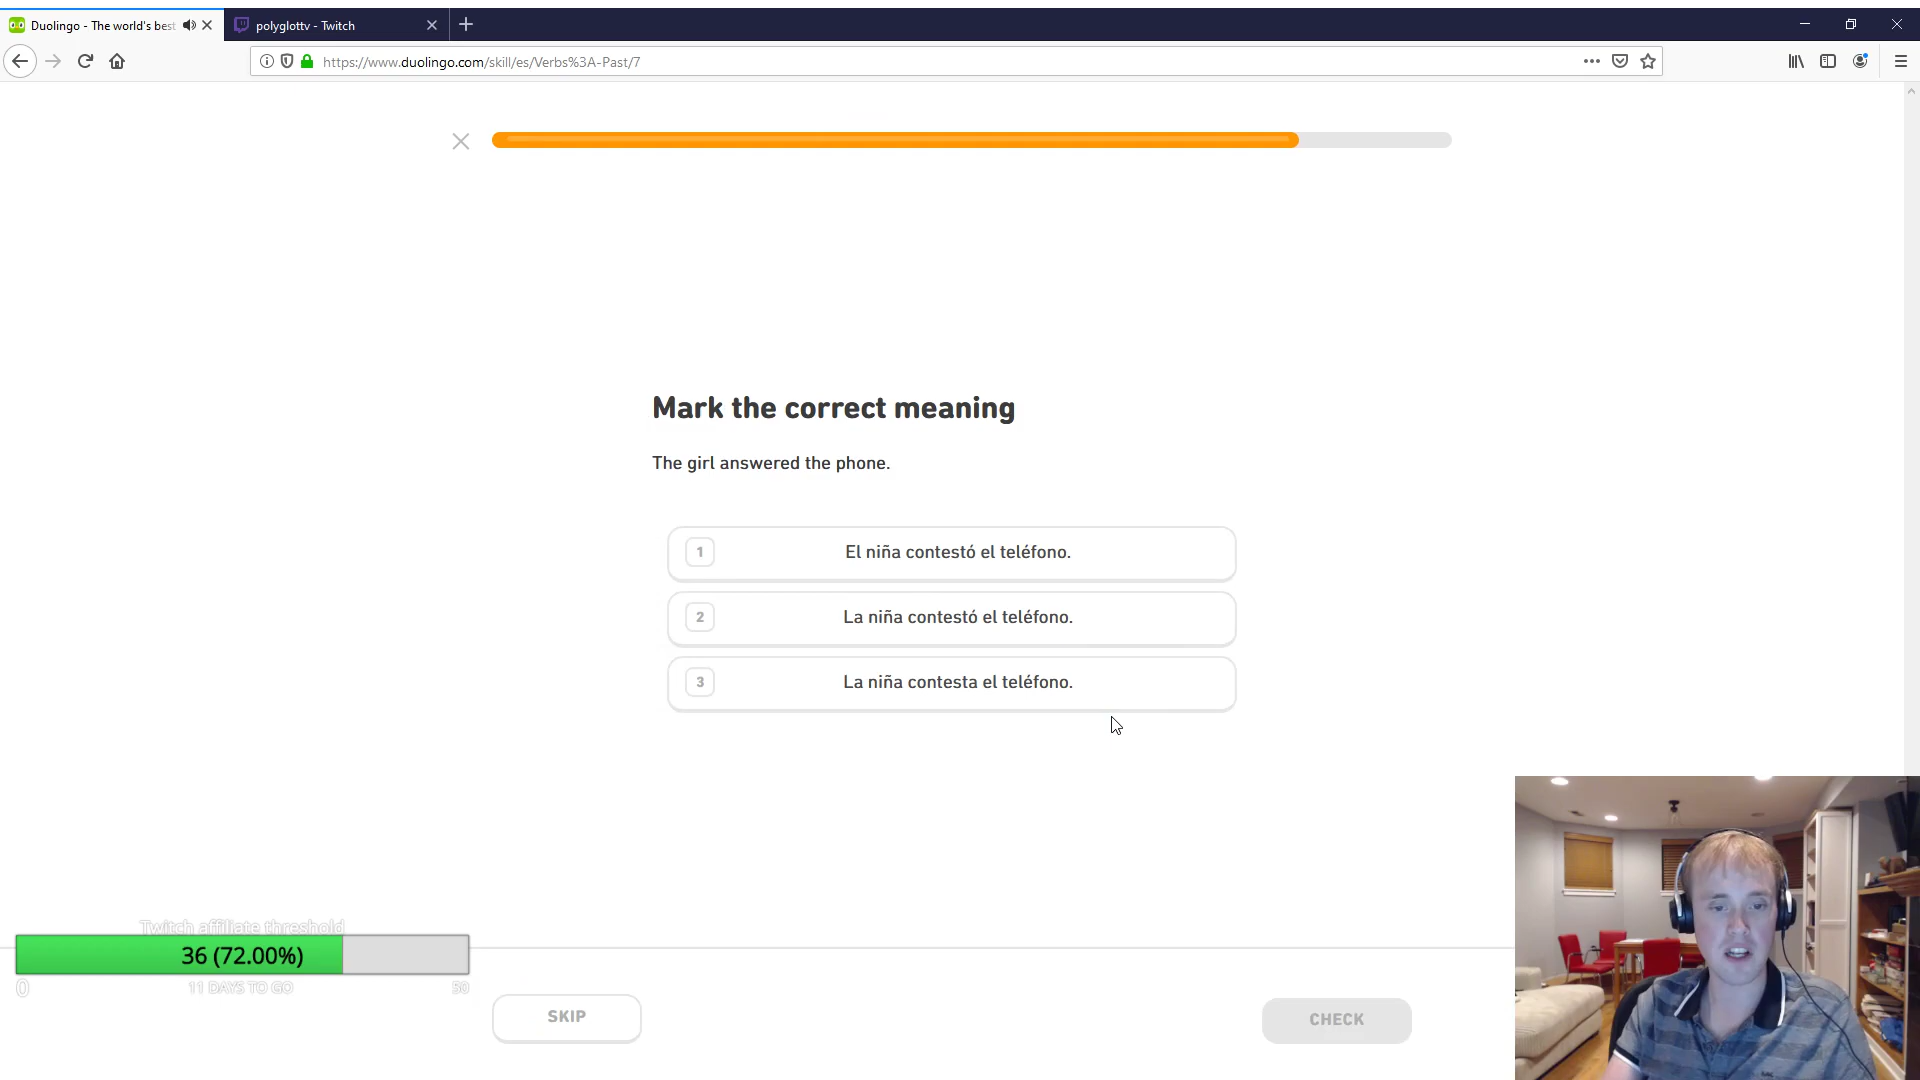 Duolingo - The world's best
polyglottv - Twitch
https://www.duolingo.com/skill/es/Verbs%3A-Past/7
Mark the correct meaning
The girl answered the phone.
1 El niña contestó el teléfono.
2 La niña contestó el teléfono.
3 La niña contesta el teléfono.
Twitch affiliate threshold
36 (72.00%)
0 11 DAYS TO GO 50
SKIP
CHECK